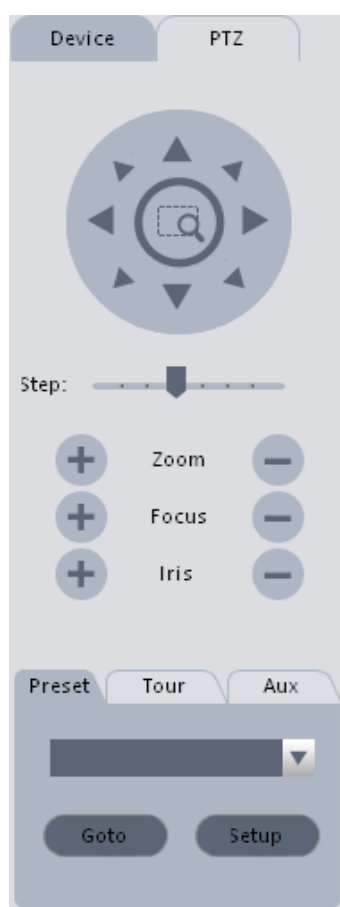 Device PTZ
Step:
Zoom
Focus
Iris
Preset Tour Aux
Goto Setup